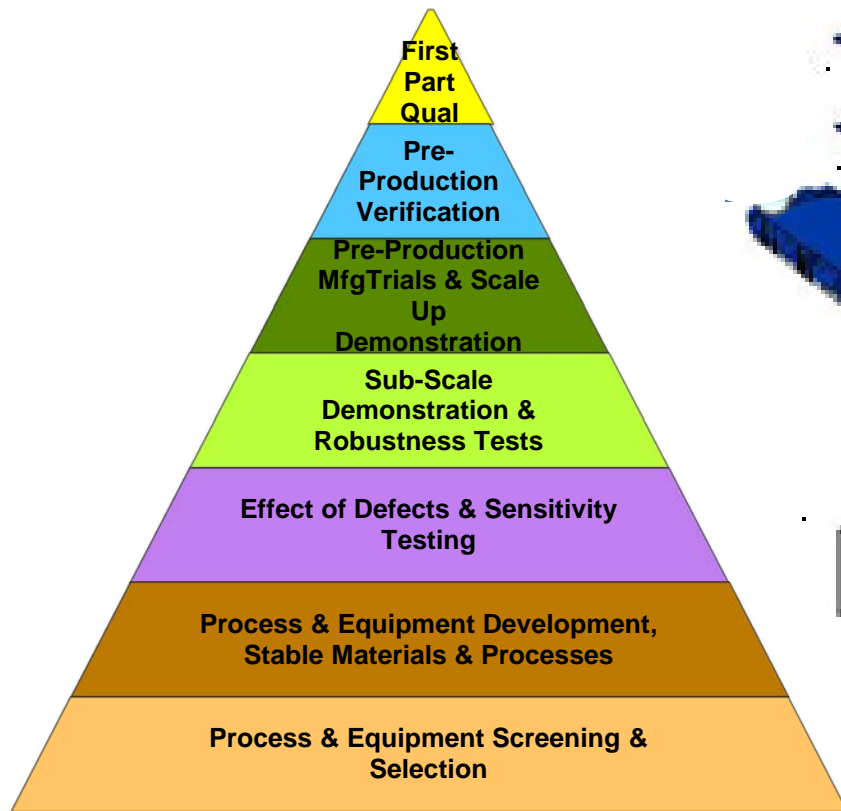 First
Part
Qual
Pre-
Production
Verification
Pre-Production
MfgTrials & Scale
Up
Demonstration
Sub-Scale
Demonstration &
Robustness Tests
Effect of Defects & Sensitivity
Testing
Process & Equipment Development,
Stable Materials & Processes
Process & Equipment Screening &
Selection